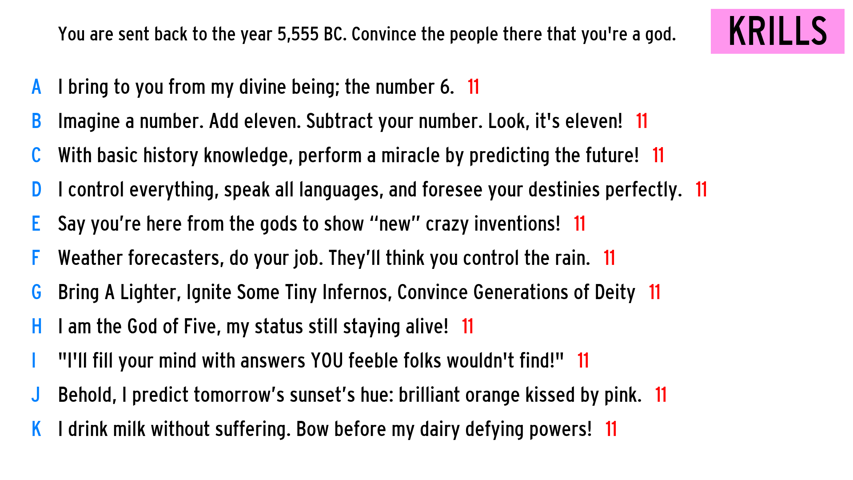 You are sent back to the year 5,555 BC. Convince the people there that you're a god.
KRILLS
A I bring to you from my divine being; the number 6. 11
B Imagine a number. Add eleven. Subtract your number. Look, it's eleven! 11
C With basic history knowledge, perform a miracle by predicting the future! 11
D I control everything, speak all languages, and foresee your destinies perfectly. 11
E Say you’re here from the gods to show “new” crazy inventions! 11
F Weather forecasters, do your job. They’ll think you control the rain. 11
G Bring A Lighter, Ignite Some Tiny Infernos, Convince Generations of Deity 11
H I am the God of Five, my status still staying alive! 11
I "I'll fill your mind with answers YOU feeble folks wouldn't find!" 11
J Behold, I predict tomorrow’s sunset’s hue: brilliant orange kissed by pink. 11
K I drink milk without suffering. Bow before my dairy defying powers! 11